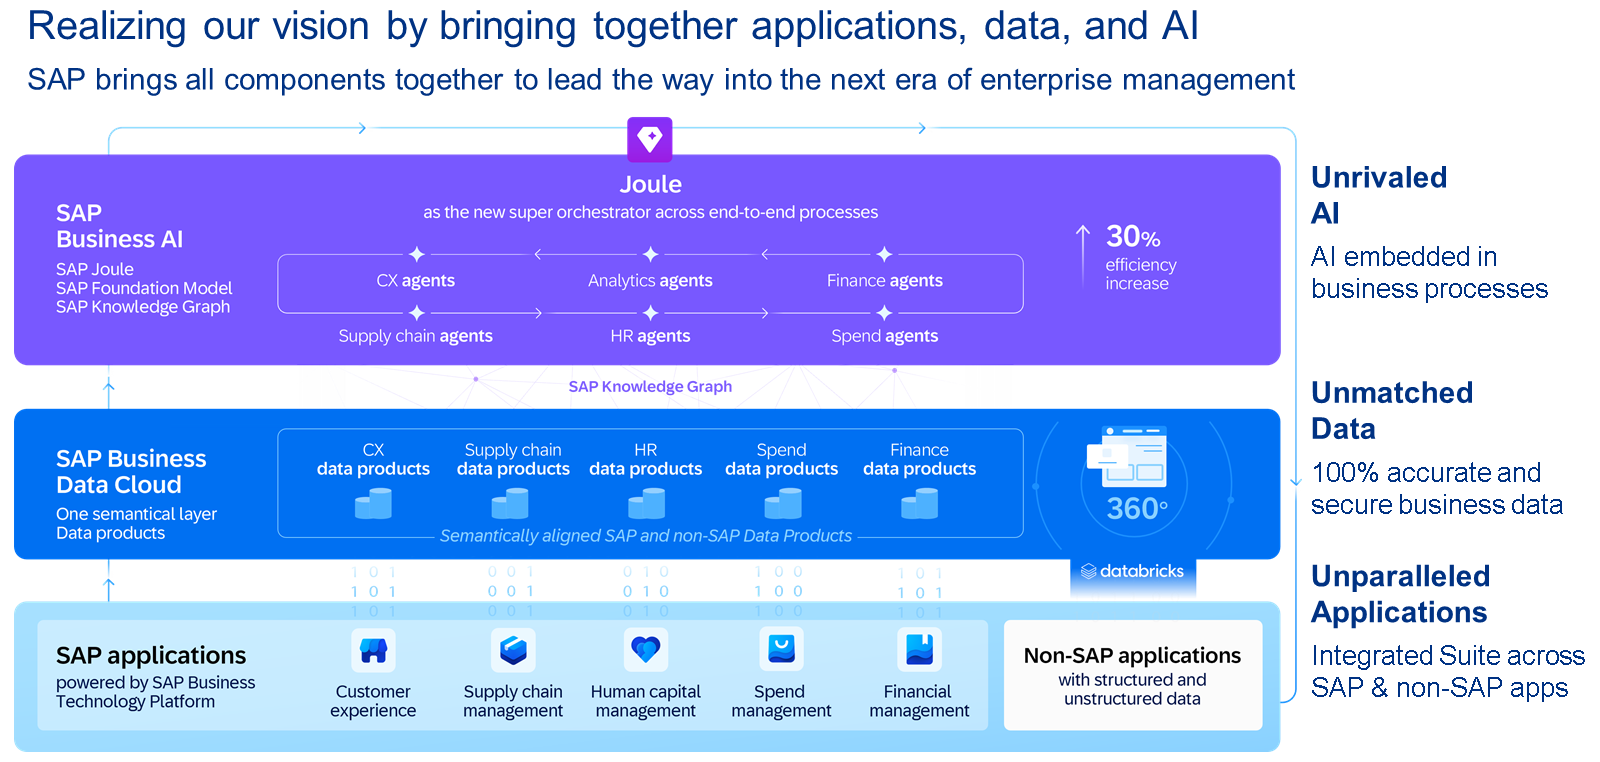 Realizing our vision by bringing together applications, data, and AI
SAP brings all components together to lead the way into the next era of enterprise management
Joule
as the new super orchestrator across end-to-end processes
SAP
Business AI
SAP Joule
SAP Foundation Model
SAP Knowledge Graph
CX agents
Analytics agents
Finance agents
Supply chain agents
HR agents
Spend agents
30%
efficiency
increase
Unrivaled
AI
AI embedded in
business processes
SAP Knowledge Graph
SAP Business
Data Cloud
One semantical layer
Data products
CX
data products
Supply chain
data products
HR
data products
Spend
data products
Finance
data products
Semantically aligned SAP and non-SAP Data Products
360°
databricks
Unmatched
Data
100% accurate and
secure business data
1 0 1
1 0 1
1 0 1
0 0 1
0 0 1
0 0 1
0 1 0
0 1 0
0 1 0
1 0 0
1 0 0
1 0 0
1 0 1
1 0 1
1 0 1
SAP applications
powered by SAP Business
Technology Platform
Customer
experience
Supply chain
management
Human capital
management
Spend
management
Financial
management
Non-SAP applications
with structured and
unstructured data
Unparalleled
Applications
Integrated Suite across
SAP & non-SAP apps